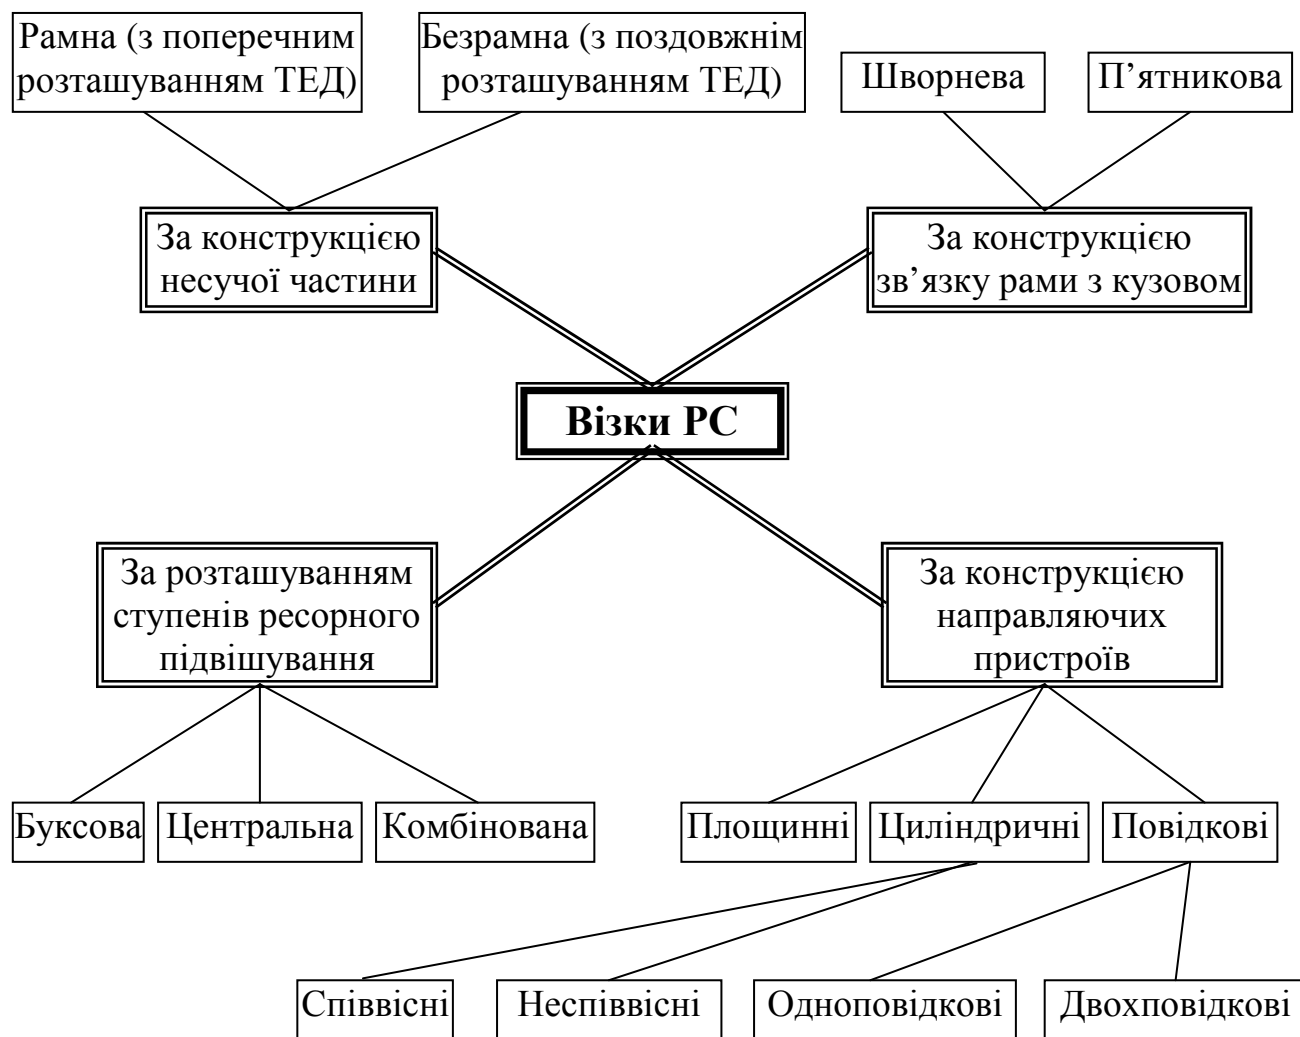 Рамна (з поперечним
розташуванням ТЕД)
Безрамна (з поздовжнім
розташуванням ТЕД)
Шворнева
П’ятникова
За конструкцією
несучої частини
За конструкцією
зв’язку рами з кузовом
Візки РС
За розташуванням
ступенів ресорного
підвішування
За конструкцією
направляючих
пристроїв
Буксова
Центральна
Комбінована
Площинні
Циліндричні
Повідкові
Співвісні
Неспіввісні
Одноповідкові
Двохповідкові